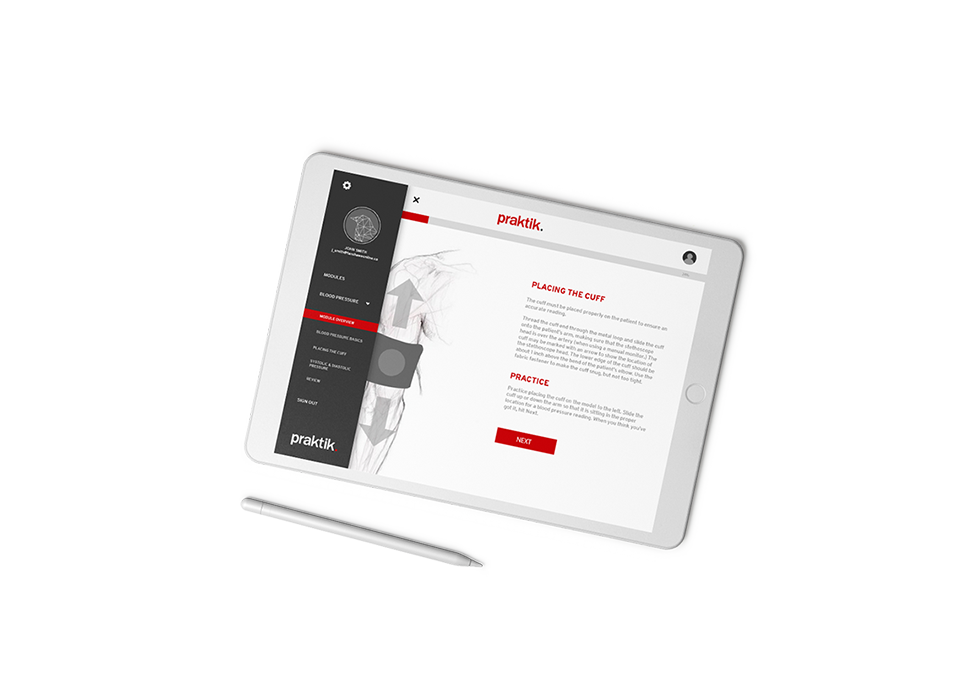 JOHN SMITH
MODULES
BLOOD PRESSURE
MODULE OVERVIEW
BLOOD PRESSURE BASICS
PLACING THE CUFF
SYSTOLIC & DIASTOLIC
PRESSURE
REVIEW
SIGN OUT
praktik.
praktik.
PLACING THE CUFF
The cuff must be placed properly on the patient to ensure an
accurate reading.
Thread the cuff end through the metal loop and slide the cuff
onto the patient's arm, making sure that the stethoscope
head is over the artery (when using a manual monitor.) The
cuff may be marked with an arrow to show the location of
the stethoscope head. The lower edge of the cuff should be
about 1 inch above the bend of the patient's elbow. Use the
fabric fastener to make the cuff snug, but not too tight.
PRACTICE
Practice placing the cuff on the model to the left. Slide the
cuff up or down the arm so that it is sitting in the proper
location for a blood pressure reading. When you think you've
got it, hit Next.
NEXT